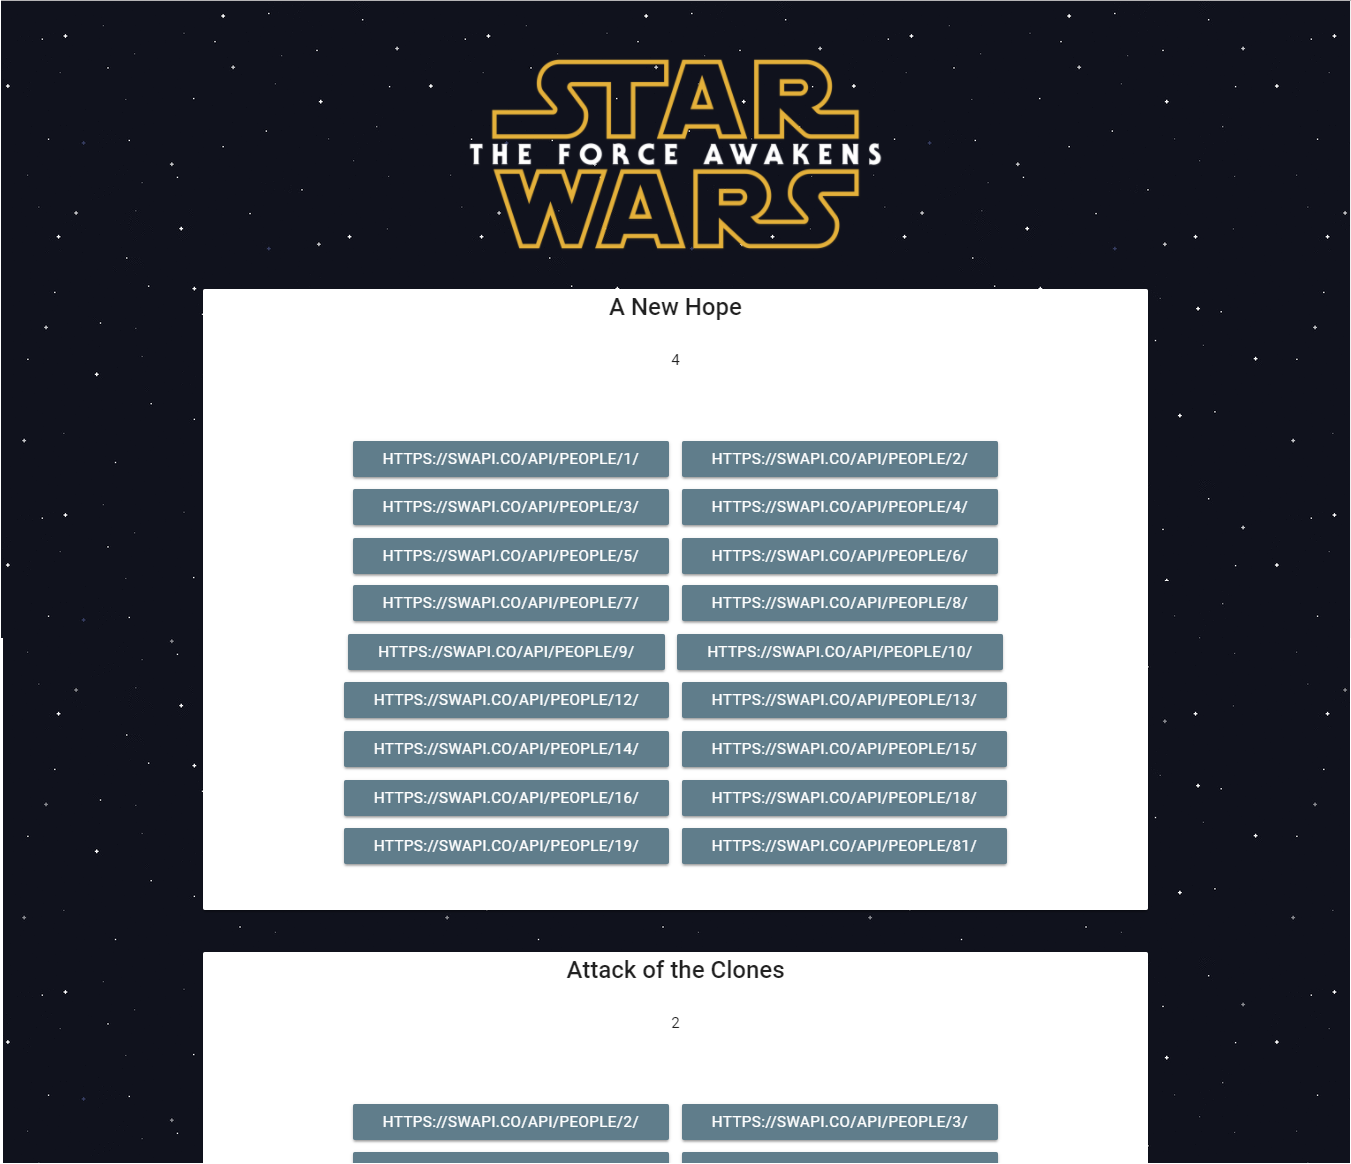 STAR
THE FORCE AWAKENS
WARS
A New Hope
4
HTTPS://SWAPI.CO/API/PEOPLE/1/ HTTPS://SWAPI.CO/API/PEOPLE/2/
HTTPS://SWAPI.CO/API/PEOPLE/3/ HTTPS://SWAPI.CO/API/PEOPLE/4/
HTTPS://SWAPI.CO/API/PEOPLE/5/ HTTPS://SWAPI.CO/API/PEOPLE/6/
HTTPS://SWAPI.CO/API/PEOPLE/7/ HTTPS://SWAPI.CO/API/PEOPLE/8/
HTTPS://SWAPI.CO/API/PEOPLE/9/ HTTPS://SWAPI.CO/API/PEOPLE/10/
HTTPS://SWAPI.CO/API/PEOPLE/12/ HTTPS://SWAPI.CO/API/PEOPLE/13/
HTTPS://SWAPI.CO/API/PEOPLE/14/ HTTPS://SWAPI.CO/API/PEOPLE/15/
HTTPS://SWAPI.CO/API/PEOPLE/16/ HTTPS://SWAPI.CO/API/PEOPLE/18/
HTTPS://SWAPI.CO/API/PEOPLE/19/ HTTPS://SWAPI.CO/API/PEOPLE/81/
Attack of the Clones
2
HTTPS://SWAPI.CO/API/PEOPLE/2/ HTTPS://SWAPI.CO/API/PEOPLE/3/